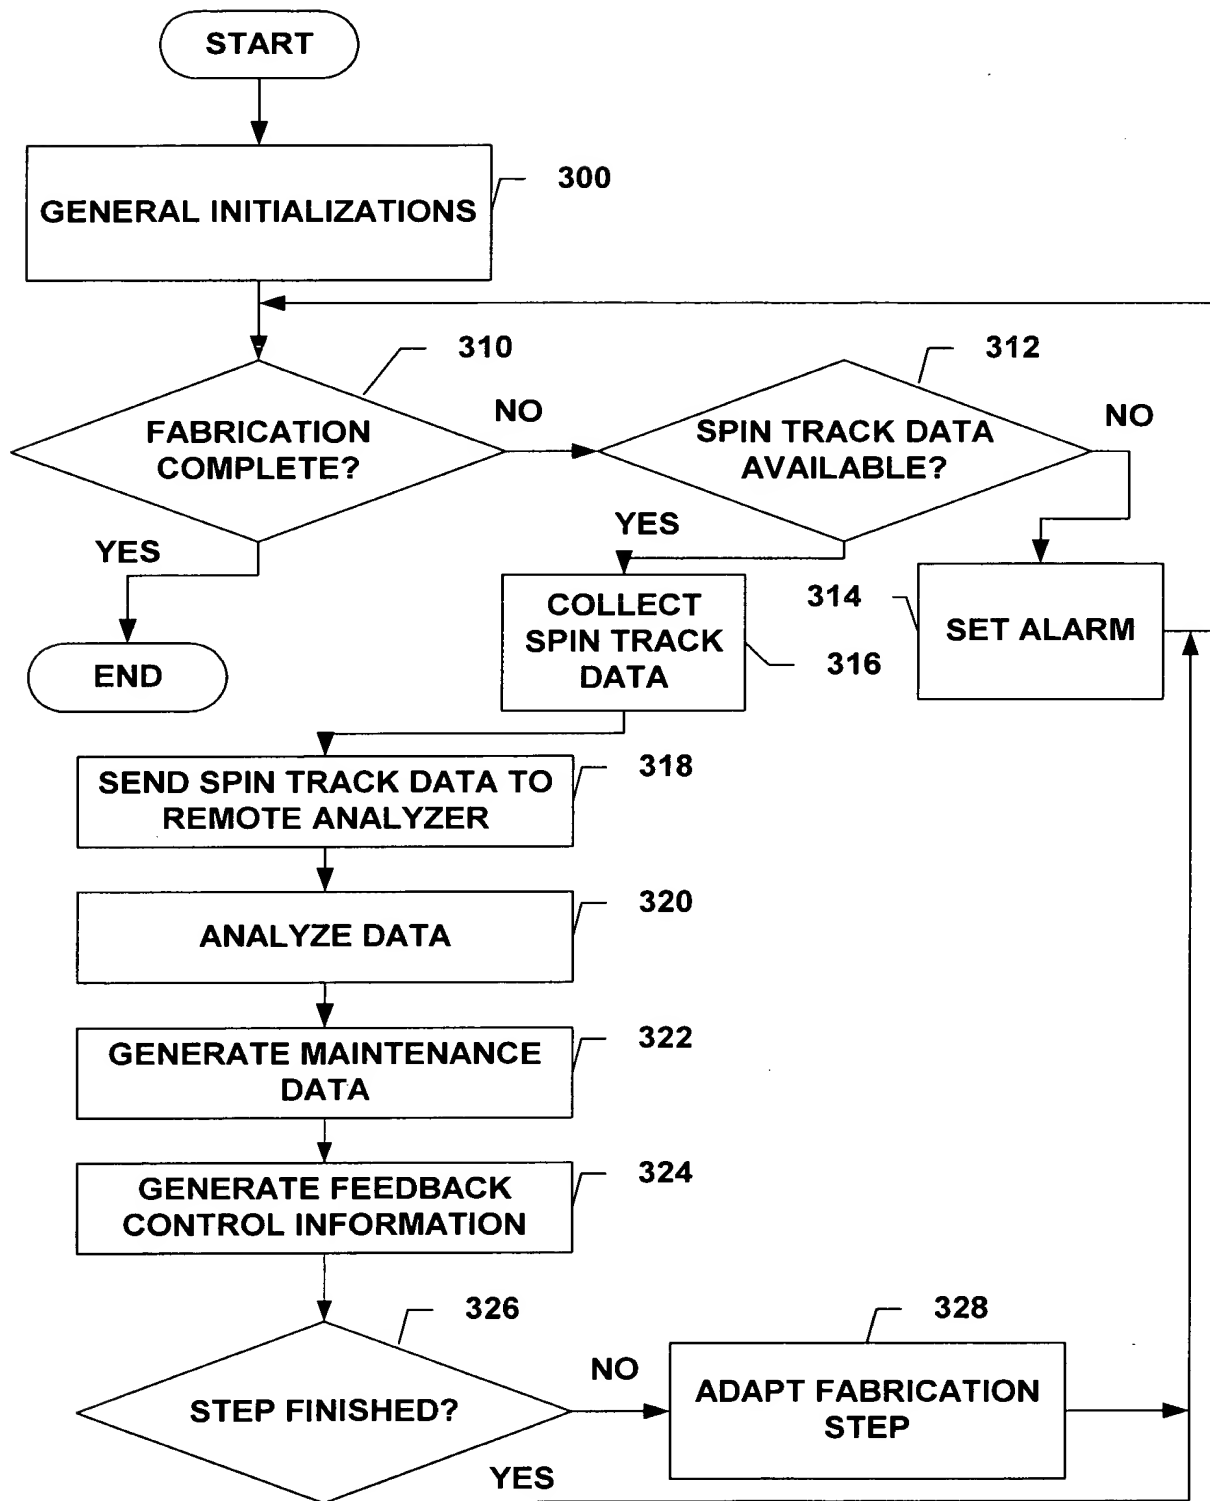 START
300
GENERAL INITIALIZATIONS
310
312
FABRICATION
COMPLETE?
NO
SPIN TRACK DATA
AVAILABLE?
NO
YES
YES
COLLECT
SPIN TRACK
DATA
314
SET ALARM
316
END
SEND SPIN TRACK DATA TO
REMOTE ANALYZER
318
ANALYZE DATA
320
GENERATE MAINTENANCE
DATA
322
GENERATE FEEDBACK
CONTROL INFORMATION
324
326
328
STEP FINISHED?
NO
ADAPT FABRICATION
STEP
YES